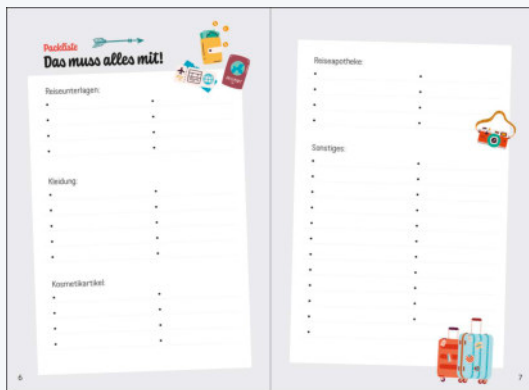 Packliste
Das muss alles mit!
Reiseunterlagen:
Kleidung:
Kosmetikartikel:
6
Reiseapotheke:
Sonstiges:
7